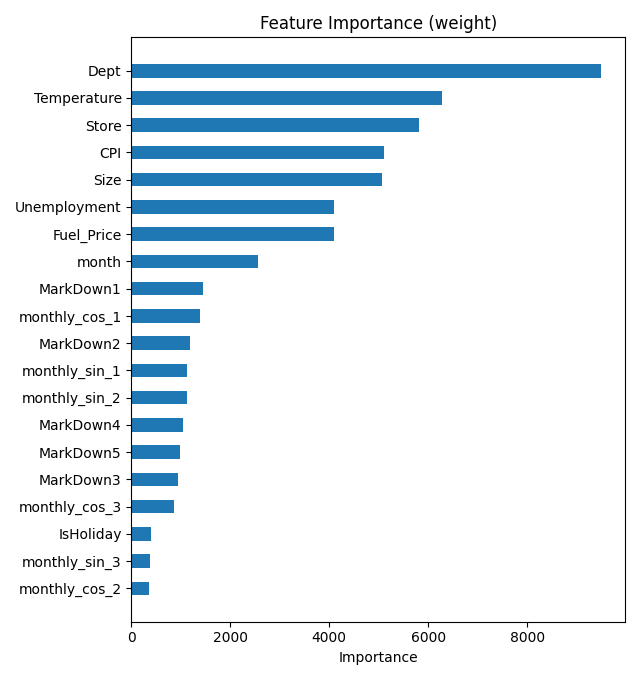 Feature Importance (weight)
Dept
Temperature
Store
CPI
Size
Unemployment
Fuel_Price
month
MarkDown1
monthly_cos_1
MarkDown2
monthly_sin_1
monthly_sin_2
MarkDown4
MarkDown5
MarkDown3
monthly_cos_3
IsHoliday
monthly_sin_3
monthly_cos_2
0 2000 4000 6000 8000
Importance